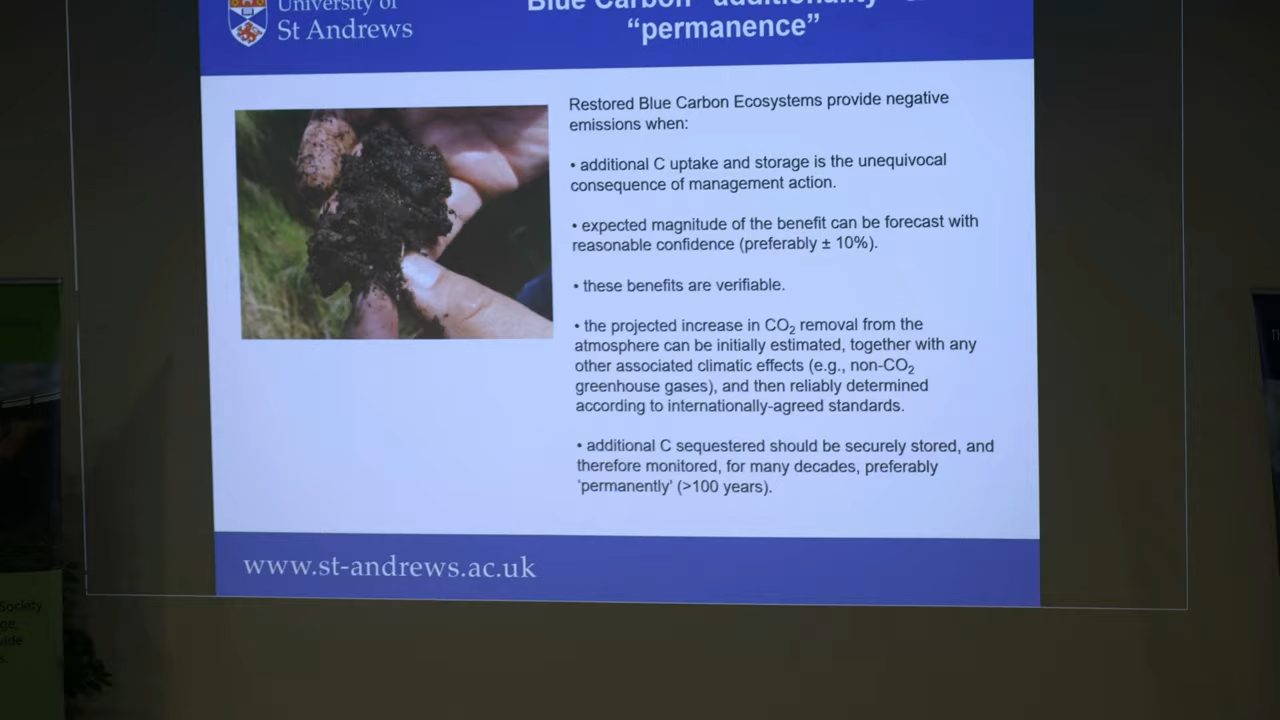 University of
St Andrews
Blue Carbon "additionality"
“permanence”
Restored Blue Carbon Ecosystems provide negative
emissions when:
• additional C uptake and storage is the unequivocal
consequence of management action.
• expected magnitude of the benefit can be forecast with
reasonable confidence (preferably ± 10%).
• these benefits are verifiable.
• the projected increase in CO₂ removal from the
atmosphere can be initially estimated, together with any
other associated climatic effects (e.g., non-CO₂
greenhouse gases), and then reliably determined
according to internationally-agreed standards.
• additional C sequestered should be securely stored, and
therefore monitored, for many decades, preferably
'permanently' (>100 years).
www.st-andrews.ac.uk
Society